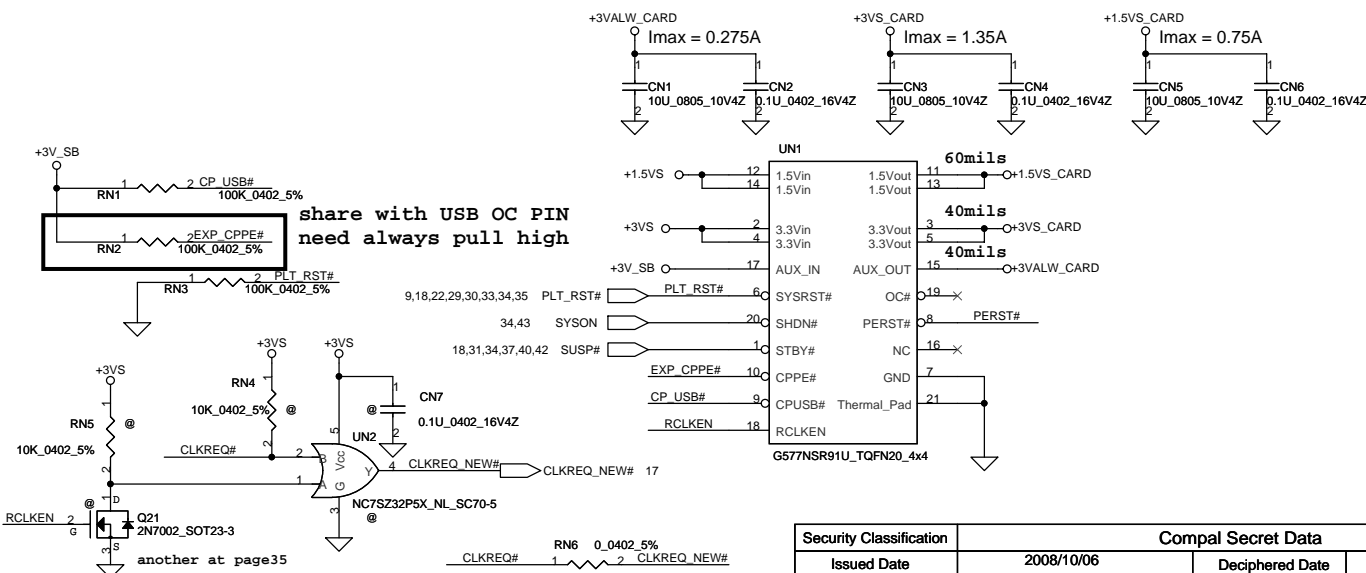 +3VALW_CARD
Imax = 0.275A
1
CN1
10U_0805_10V4Z
2
1
CN2
0.1U_0402_16V4Z
2
+3VS_CARD
Imax = 1.35A
1
CN3
10U_0805_10V4Z
2
1
CN4
0.1U_0402_16V4Z
2
+1.5VS_CARD
Imax = 0.75A
1
CN5
10U_0805_10V4Z
2
1
CN6
0.1U_0402_16V4Z
2
+3V_SB
1 2 CP_USB#
RN1 100K_0402_5%
1 2 EXP_CPPE#
RN2 100K_0402_5%
share with USB OC PIN
need always pull high
1 2 PLT_RST#
RN3 100K_0402_5%
UN1
60mils
+1.5VS 12 1.5Vin 1.5Vout 11 +1.5VS_CARD
14 1.5Vin 1.5Vout 13
40mils
+3VS 2 3.3Vin 3.3Vout 3 +3VS_CARD
4 3.3Vin 3.3Vout 5
40mils
+3V_SB 17 AUX_IN AUX_OUT 15 +3VALW_CARD
9,18,22,29,30,33,34,35 PLT_RST# PLT_RST# 6 SYSRST# OC# 19
34,43 SYSON 20 SHDN# PERST# 8 PERST#
18,31,34,37,40,42 SUSP# 1 STBY# NC 16
EXP_CPPE# 10 CPPE# GND 7
CP_USB# 9 CPUSB# Thermal_Pad 21
RCLKEN 18 RCLKEN
G577NSR91U_TQFN20_4x4
+3VS
1
RN5 @
10K_0402_5%
2
+3VS
1
RN4
10K_0402_5% @
2
+3VS
1
CN7
@
0.1U_0402_16V4Z
2
5
UN2
CLKREQ# 2 B Vcc
Y 4 CLKREQ_NEW# CLKREQ_NEW# 17
1 A G
3
NC7SZ32P5X_NL_SC70-5
@
1 D
@
RCLKEN 2 G
Q21
2N7002_SOT23-3
3 S
another at page35
RN6 0_0402_5%
CLKREQ# 1 2 CLKREQ_NEW#
Security Classification
Compal Secret Data
Issued Date
2008/10/06
Deciphered Date